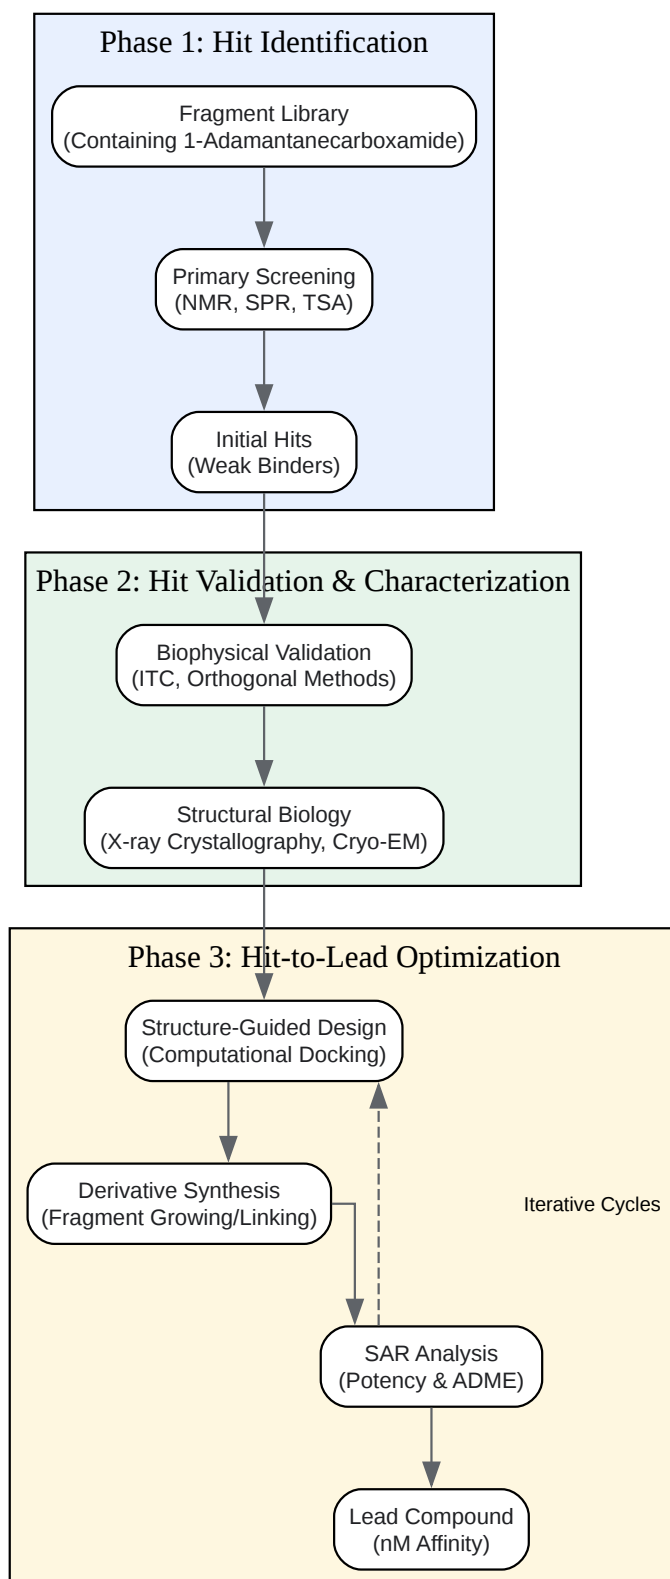 Phase 1: Hit Identification
Fragment Library
(Containing 1-Adamantanecarboxamide)
Primary Screening
(NMR, SPR, TSA)
Initial Hits
(Weak Binders)
Phase 2: Hit Validation & Characterization
Biophysical Validation
(ITC, Orthogonal Methods)
Structural Biology
(X-ray Crystallography, Cryo-EM)
Phase 3: Hit-to-Lead Optimization
Structure-Guided Design
(Computational Docking)
Derivative Synthesis
(Fragment Growing/Linking)
Iterative Cycles
SAR Analysis
(Potency & ADME)
Lead Compound
(nM Affinity)